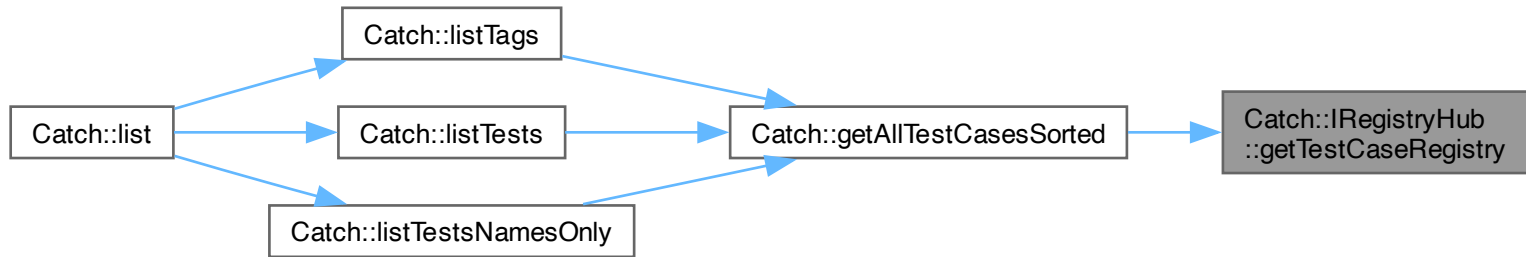 Catch::listTags
Catch::list
Catch::listTests
Catch::getAllTestCasesSorted
Catch::IRegistryHub
::getTestCaseRegistry
Catch::listTestsNamesOnly